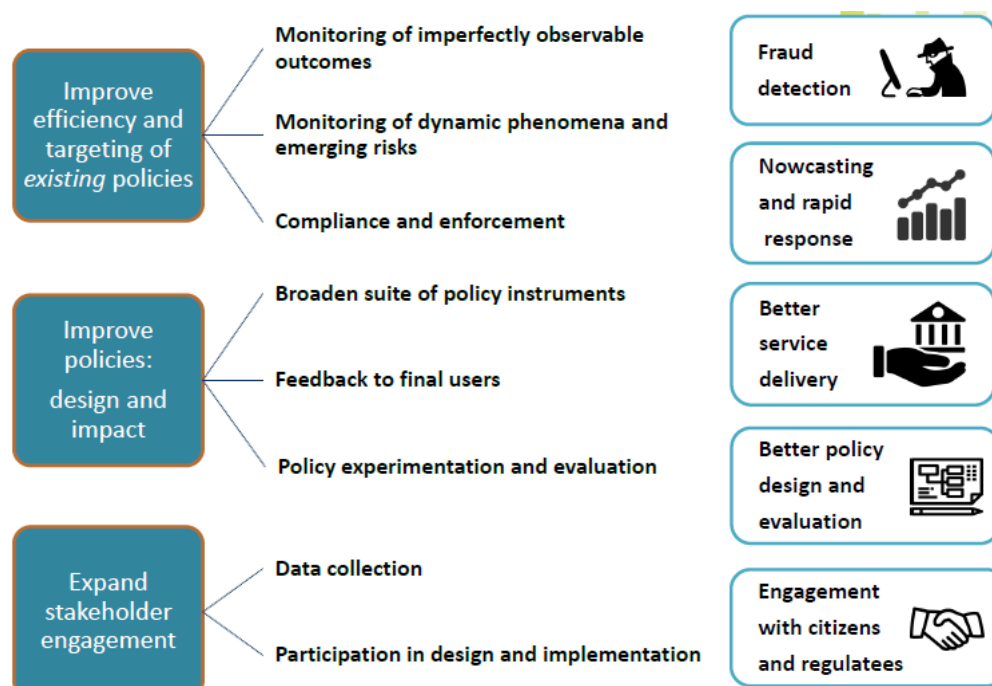 Improve
efficiency and
targeting of
existing policies
Monitoring of imperfectly observable
outcomes
Monitoring of dynamic phenomena and
emerging risks
Compliance and enforcement
Improve
policies:
design and
impact
Broaden suite of policy instruments
Feedback to final users
Policy experimentation and evaluation
Expand
stakeholder
engagement
Data collection
Participation in design and implementation
Fraud
detection
Nowcasting
and rapid
response
Better
service
delivery
Better policy
design and
evaluation
Engagement
with citizens
and regulatees